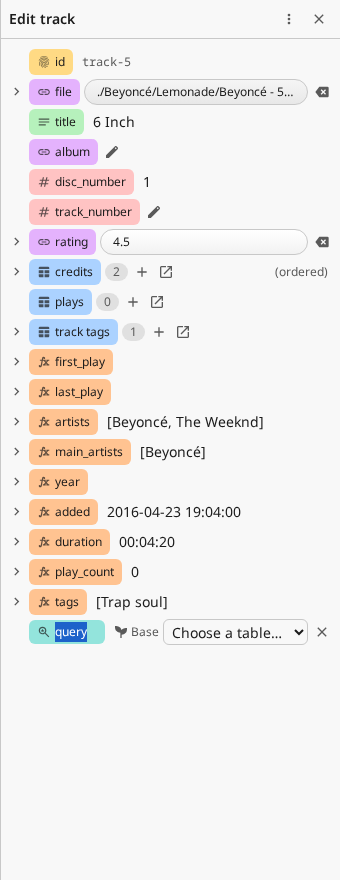 Edit track
id track-5
file ./Beyoncé/Lemonade/Beyoncé - 5...
title 6 Inch
album
disc_number 1
track_number
rating 4.5
credits 2 (ordered)
plays 0
track tags 1
first_play
last_play
artists [Beyoncé, The Weeknd]
main_artists [Beyoncé]
year
added 2016-04-23 19:04:00
duration 00:04:20
play_count 0
tags [Trap soul]
query Base Choose a table...